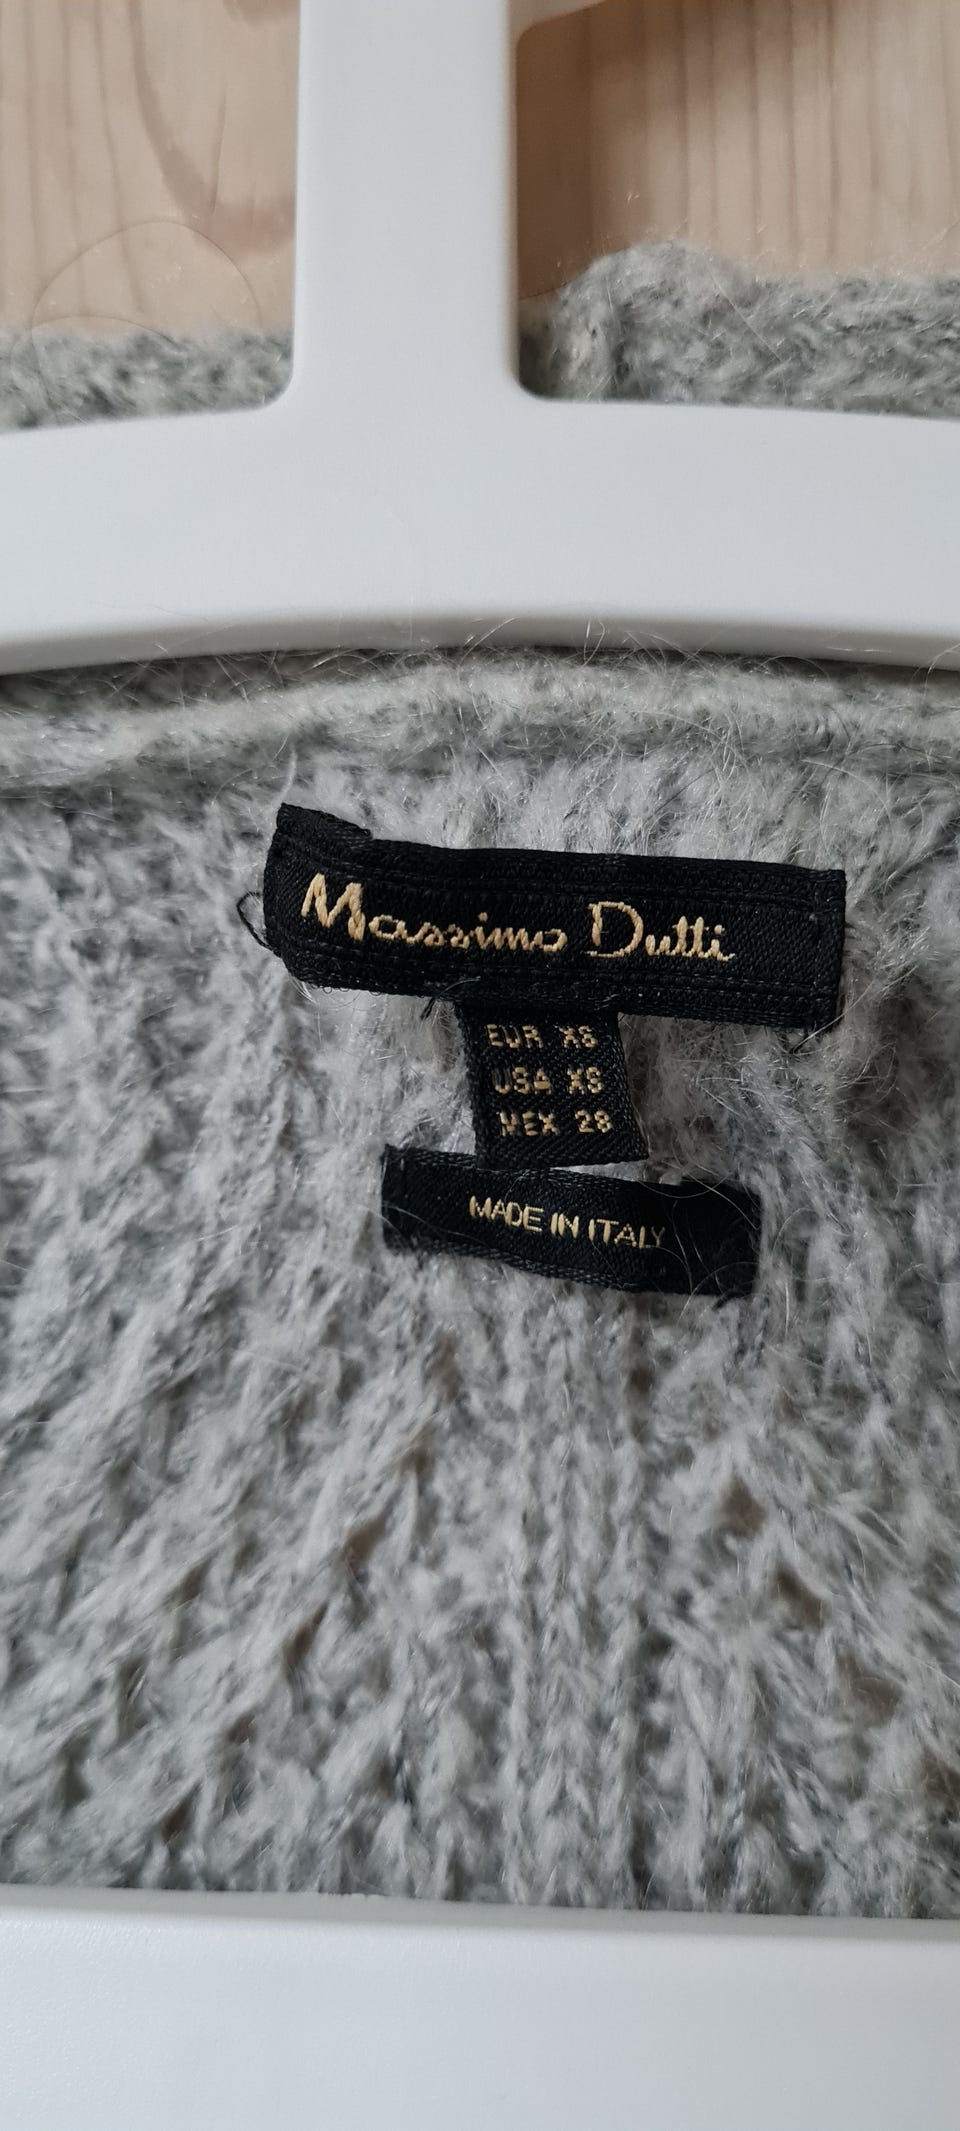 Massimo Dutti
EUR XS
USA XS
MEX 28
MADE IN ITALY